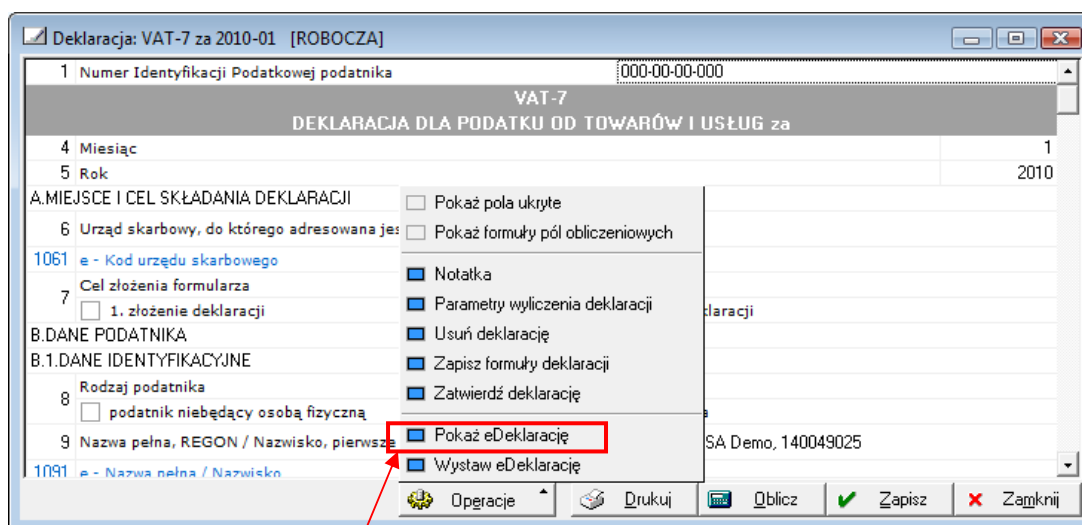 Deklaracja: VAT-7 za 2010-01 [ROBOCZA]
1 Numer Identyfikacji Podatkowej podatnika 000-00-00-000
VAT-7
DEKLARACJA DLA PODATKU OD TOWARÓW I USŁUG za
4 Miesiąc 1
5 Rok 2010
A.MIEJSCE I CEL SKŁADANIA DEKLARACJI
6 Urząd skarbowy, do którego adresowana jes
1061 e - Kod urzędu skarbowego
7 Cel złożenia formularza
1. złożenie deklaracji klaracji
B.DANE PODATNIKA
B.1.DANE IDENTYFIKACYJNE
8 Rodzaj podatnika
podatnik niebędący osobą fizyczną
9 Nazwa pełna, REGON / Nazwisko, pierwsze SA Demo, 140049025
1091 e - Nazwa pełna / Nazwisko
Pokaż pola ukryte
Pokaż formuły pól obliczeniowych
Notatka
Parametry wyliczenia deklaracji
Usuń deklarację
Zapisz formuły deklaracji
Zatwierdź deklarację
Pokaż eDeklarację
Wystaw eDeklarację
Operacje Drukuj Oblicz Zapisz Zamknij